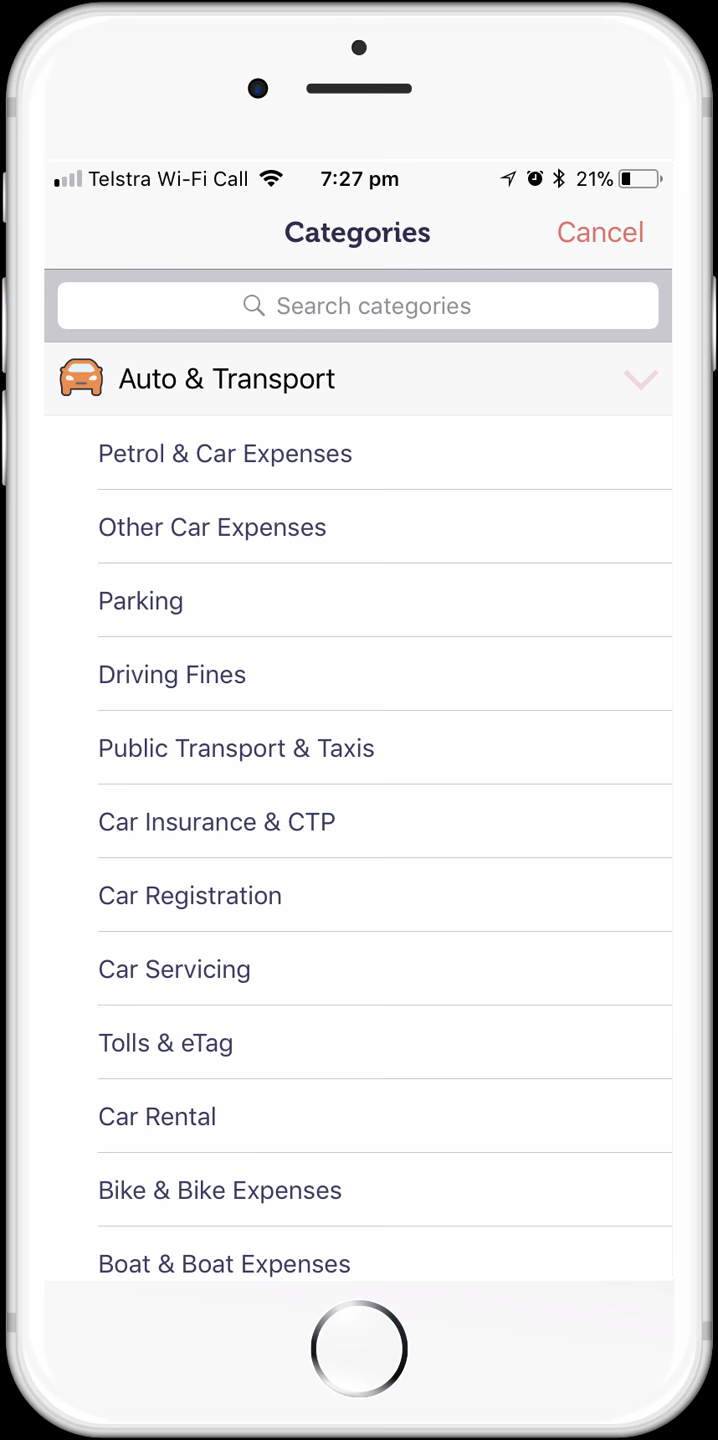 Telstra Wi-Fi Call 7:27 pm 21%
Categories Cancel
Search categories
Auto & Transport
Petrol & Car Expenses
Other Car Expenses
Parking
Driving Fines
Public Transport & Taxis
Car Insurance & CTP
Car Registration
Car Servicing
Tolls & eTag
Car Rental
Bike & Bike Expenses
Boat & Boat Expenses